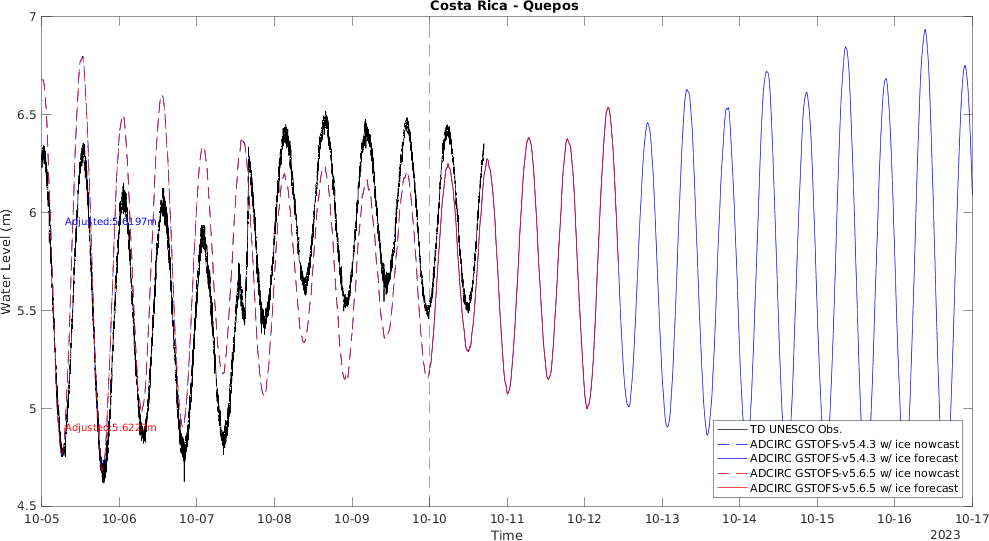 Costa Rica - Quepos
7
6.5
6
5.5
5
4.5
Water Level (m)
Adjusted:5.6197m
TD UNESCO Obs.
ADCIRC GSTOFS-v5.4.3 w/ ice nowcast
ADCIRC GSTOFS-v5.4.3 w/ ice forecast
ADCIRC GSTOFS-v5.6.5 w/ ice nowcast
ADCIRC GSTOFS-v5.6.5 w/ ice forecast
10-05 10-06 10-07 10-08 10-09 10-10 10-11 10-12 10-13 10-14 10-15 10-16 10-17
Time
2023